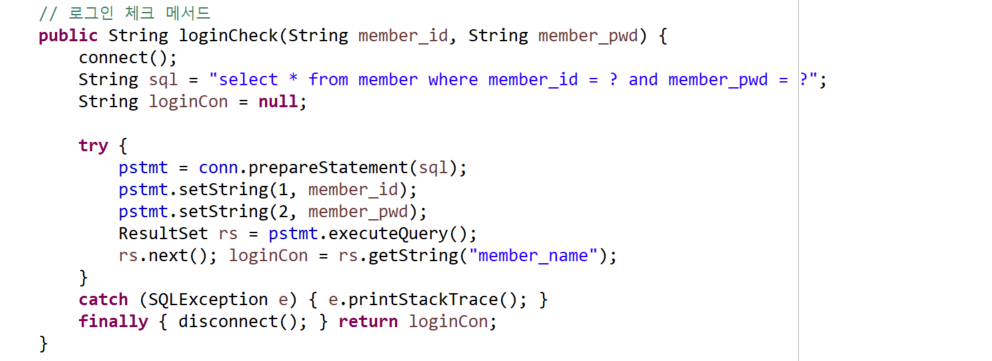 // 로그인 체크 메서드
public String loginCheck(String member_id, String member_pwd) {
    connect();
    String sql = "select * from member where member_id = ? and member_pwd = ?";
    String loginCon = null;

    try {
        pstmt = conn.prepareStatement(sql);
        pstmt.setString(1, member_id);
        pstmt.setString(2, member_pwd);
        ResultSet rs = pstmt.executeQuery();
        rs.next(); loginCon = rs.getString("member_name");
    }
    catch (SQLException e) { e.printStackTrace(); }
    finally { disconnect(); } return loginCon;
}